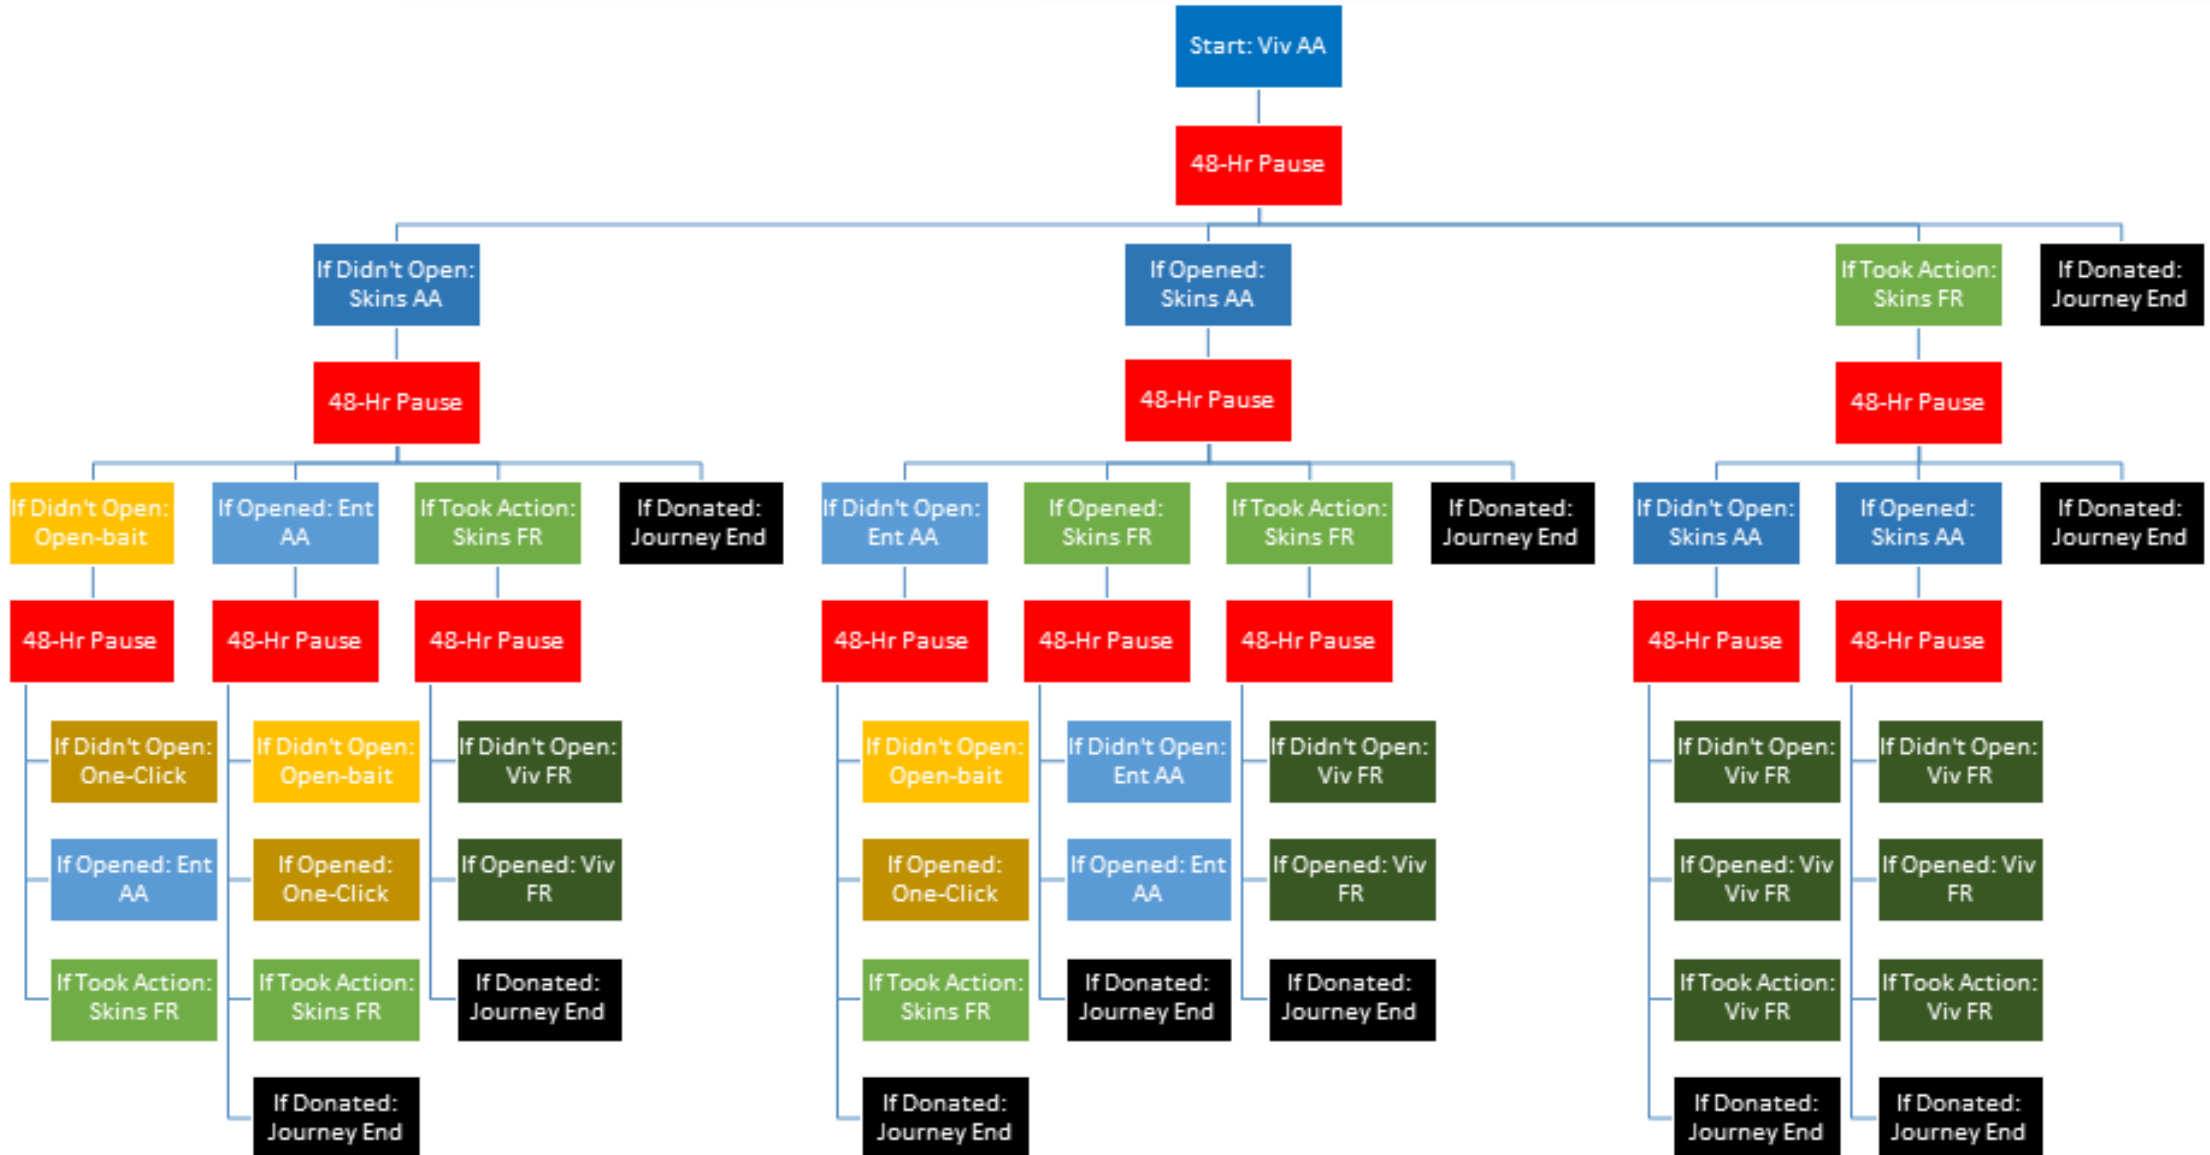 Start: Viv AA
48-Hr Pause
If Didn't Open:
Skins AA
If Opened:
Skins AA
If Took Action:
Skins FR
If Donated:
Journey End
48-Hr Pause
48-Hr Pause
48-Hr Pause
If Didn't Open:
Open-bait
If Opened: Ent
AA
If Took Action:
Skins FR
If Donated:
Journey End
If Didn't Open:
Ent AA
If Opened:
Skins FR
If Took Action:
Skins FR
If Donated:
Journey End
If Didn't Open:
Skins AA
If Opened:
Skins AA
If Donated:
Journey End
48-Hr Pause
48-Hr Pause
48-Hr Pause
48-Hr Pause
48-Hr Pause
48-Hr Pause
48-Hr Pause
48-Hr Pause
If Didn't Open:
One-Click
If Didn't Open:
Open-bait
If Didn't Open:
Viv FR
If Didn't Open:
Open-bait
If Didn't Open:
Ent AA
If Didn't Open:
Viv FR
If Didn't Open:
Viv FR
If Didn't Open:
Viv FR
If Opened: Ent
AA
If Opened:
One-Click
If Opened: Viv
FR
If Opened:
One-Click
If Opened: Ent
AA
If Opened: Viv
FR
If Opened: Viv
Viv FR
If Opened: Viv
FR
If Took Action:
Skins FR
If Took Action:
Skins FR
If Donated:
Journey End
If Took Action:
Skins FR
If Donated:
Journey End
If Donated:
Journey End
If Took Action:
Viv FR
If Took Action:
Viv FR
If Donated:
Journey End
If Donated:
Journey End
If Donated:
Journey End
If Donated:
Journey End